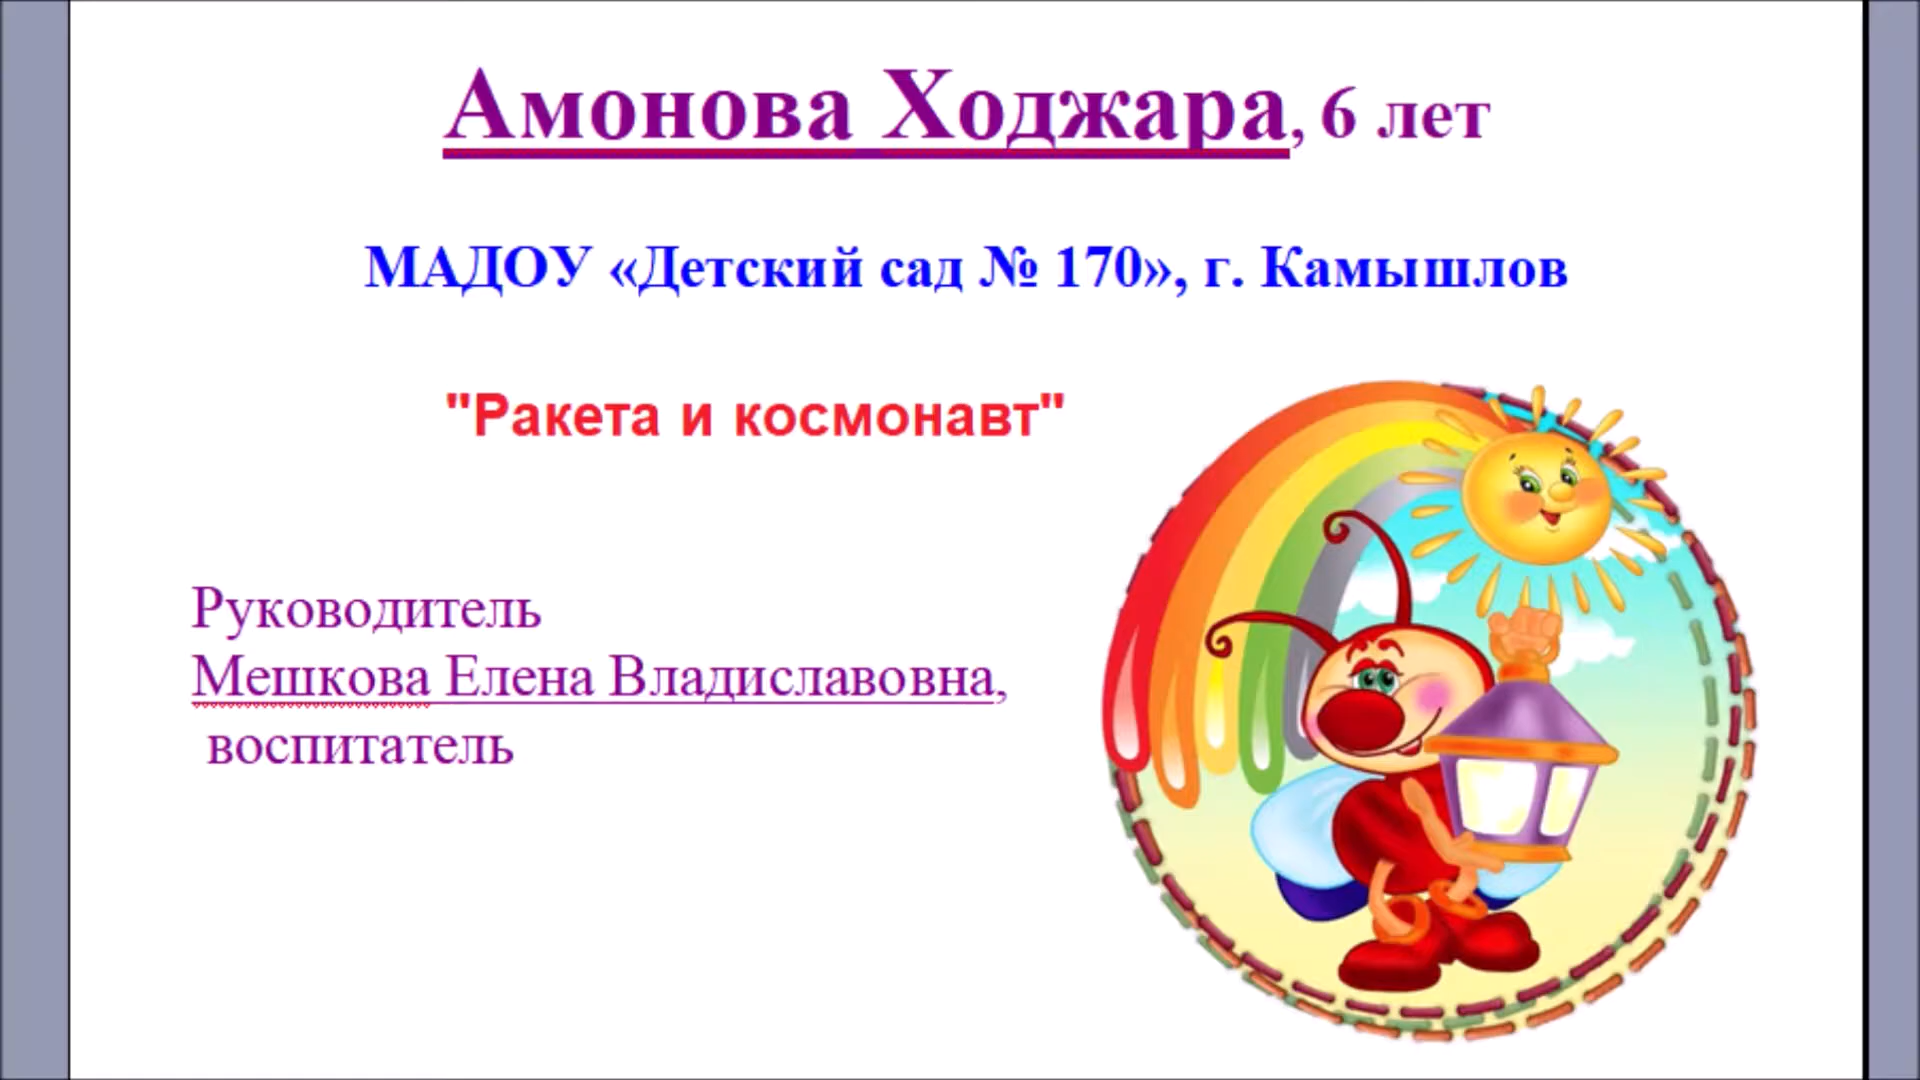 Амонова Ходжара, 6 лет
МАДОУ «Детский сад № 170», г. Камышлов
"Ракета и космонавт"
Руководитель
Мешкова Елена Владиславовна,
воспитатель